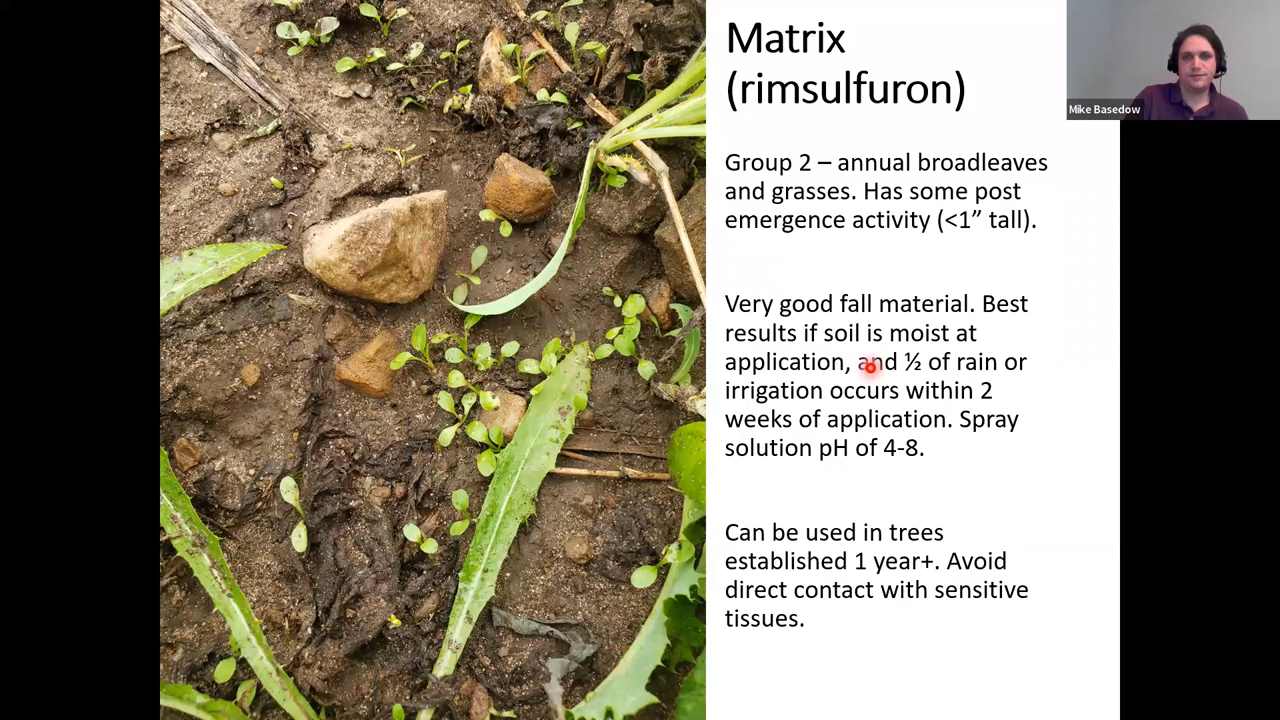 Matrix
(rimsulfuron)
Mike Basedow
Group 2 – annual broadleaves
and grasses. Has some post
emergence activity (<1” tall).
Very good fall material. Best
results if soil is moist at
application, and ½ of rain or
irrigation occurs within 2
weeks of application. Spray
solution pH of 4-8.
Can be used in trees
established 1 year+. Avoid
direct contact with sensitive
tissues.